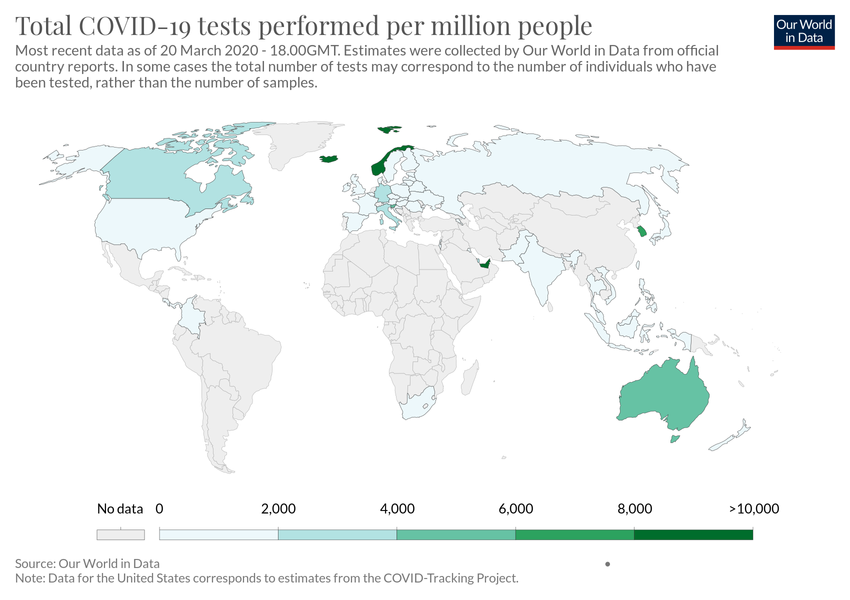 Total COVID-19 tests performed per million people
Our World
in Data
Most recent data as of 20 March 2020 - 18.00GMT. Estimates were collected by Our World in Data from official
country reports. In some cases the total number of tests may correspond to the number of individuals who have
been tested, rather than the number of samples.
No data 0 2,000 4,000 6,000 8,000 >10,000
Source: Our World in Data
Note: Data for the United States corresponds to estimates from the COVID-Tracking Project.